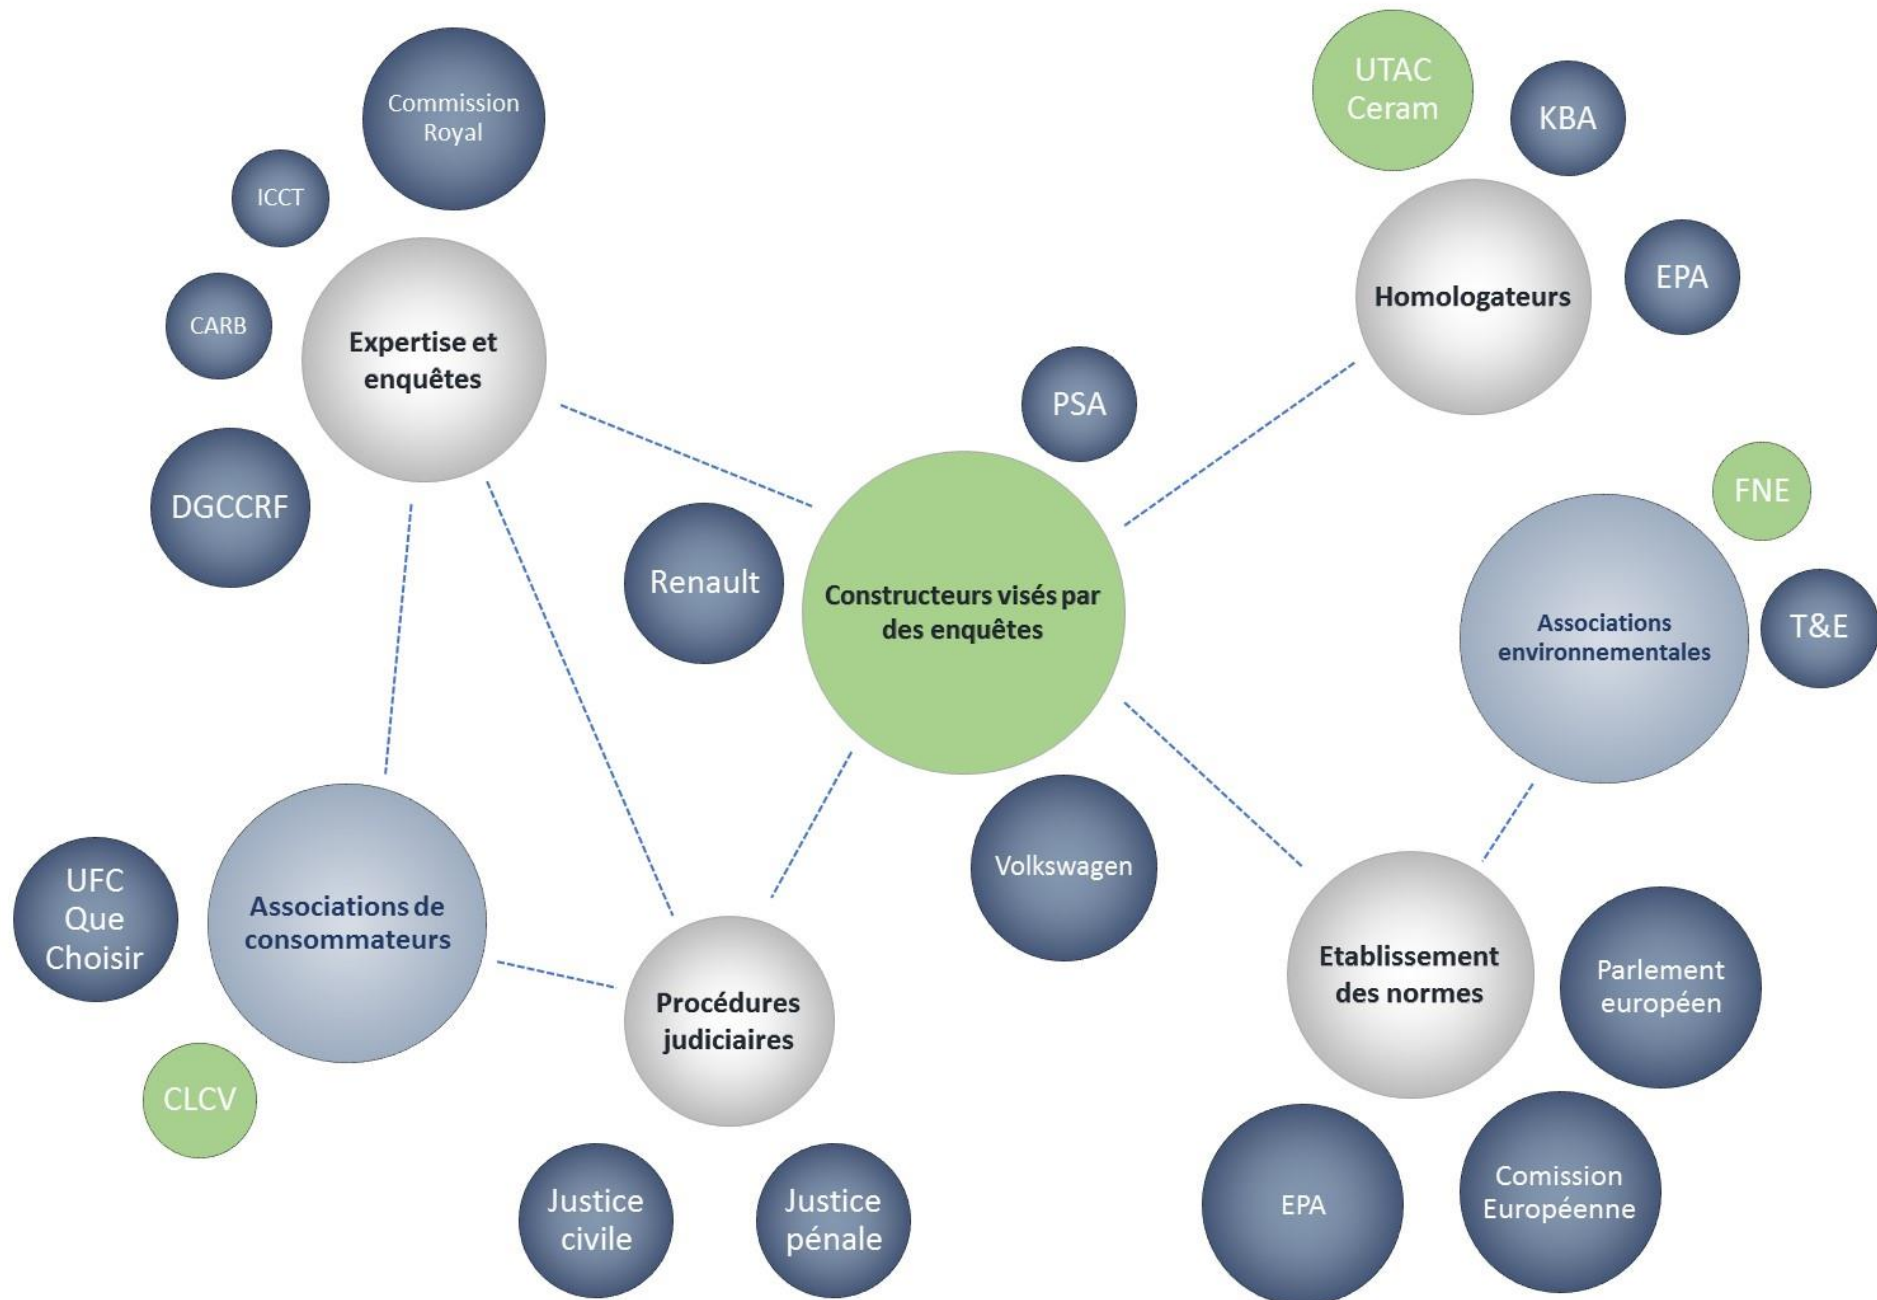 Commission
Royal
ICCT
CARB
DGCCRF
Expertise et
enquêtes
UTAC
Ceram
KBA
EPA
Homologateurs
PSA
Renault
Constructeurs visés par
des enquêtes
Volkswagen
FNE
T&E
Associations
environnementales
UFC
Que
Choisir
CLCV
Associations de
consommateurs
Procédures
judiciaires
Justice
civile
Justice
pénale
Etablissement
des normes
Parlement
européen
Comission
Européenne
EPA